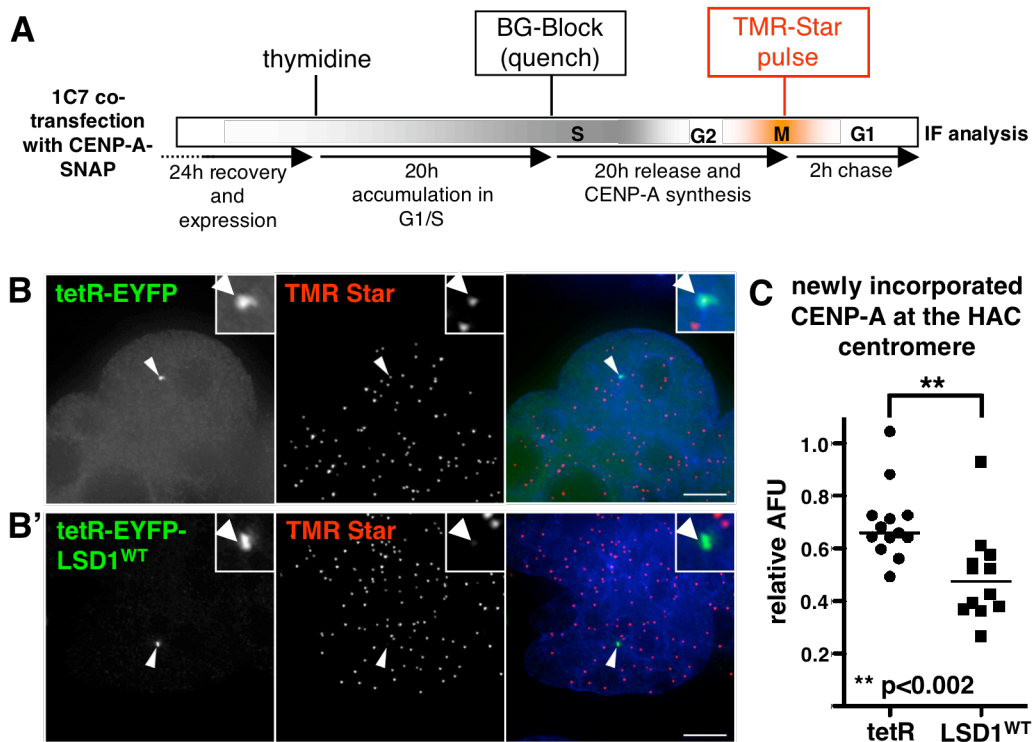 A
1C7 co-
transfection
with CENP-A-
SNAP
thymidine
BG-Block
(quench)
TMR-Star
pulse
S
G2
M
G1
IF analysis
24h recovery
and
expression
20h
accumulation in
G1/S
20h release and
CENP-A synthesis
2h chase
B
tetR-EYFP
TMR Star
B'
tetR-EYFP-
LSD1ᵂᵀ
TMR Star
C
newly incorporated
CENP-A at the HAC
centromere
**
relative AFU
1.0
0.8
0.6
0.4
0.2
** p<0.002
tetR
LSD1ᵂᵀ